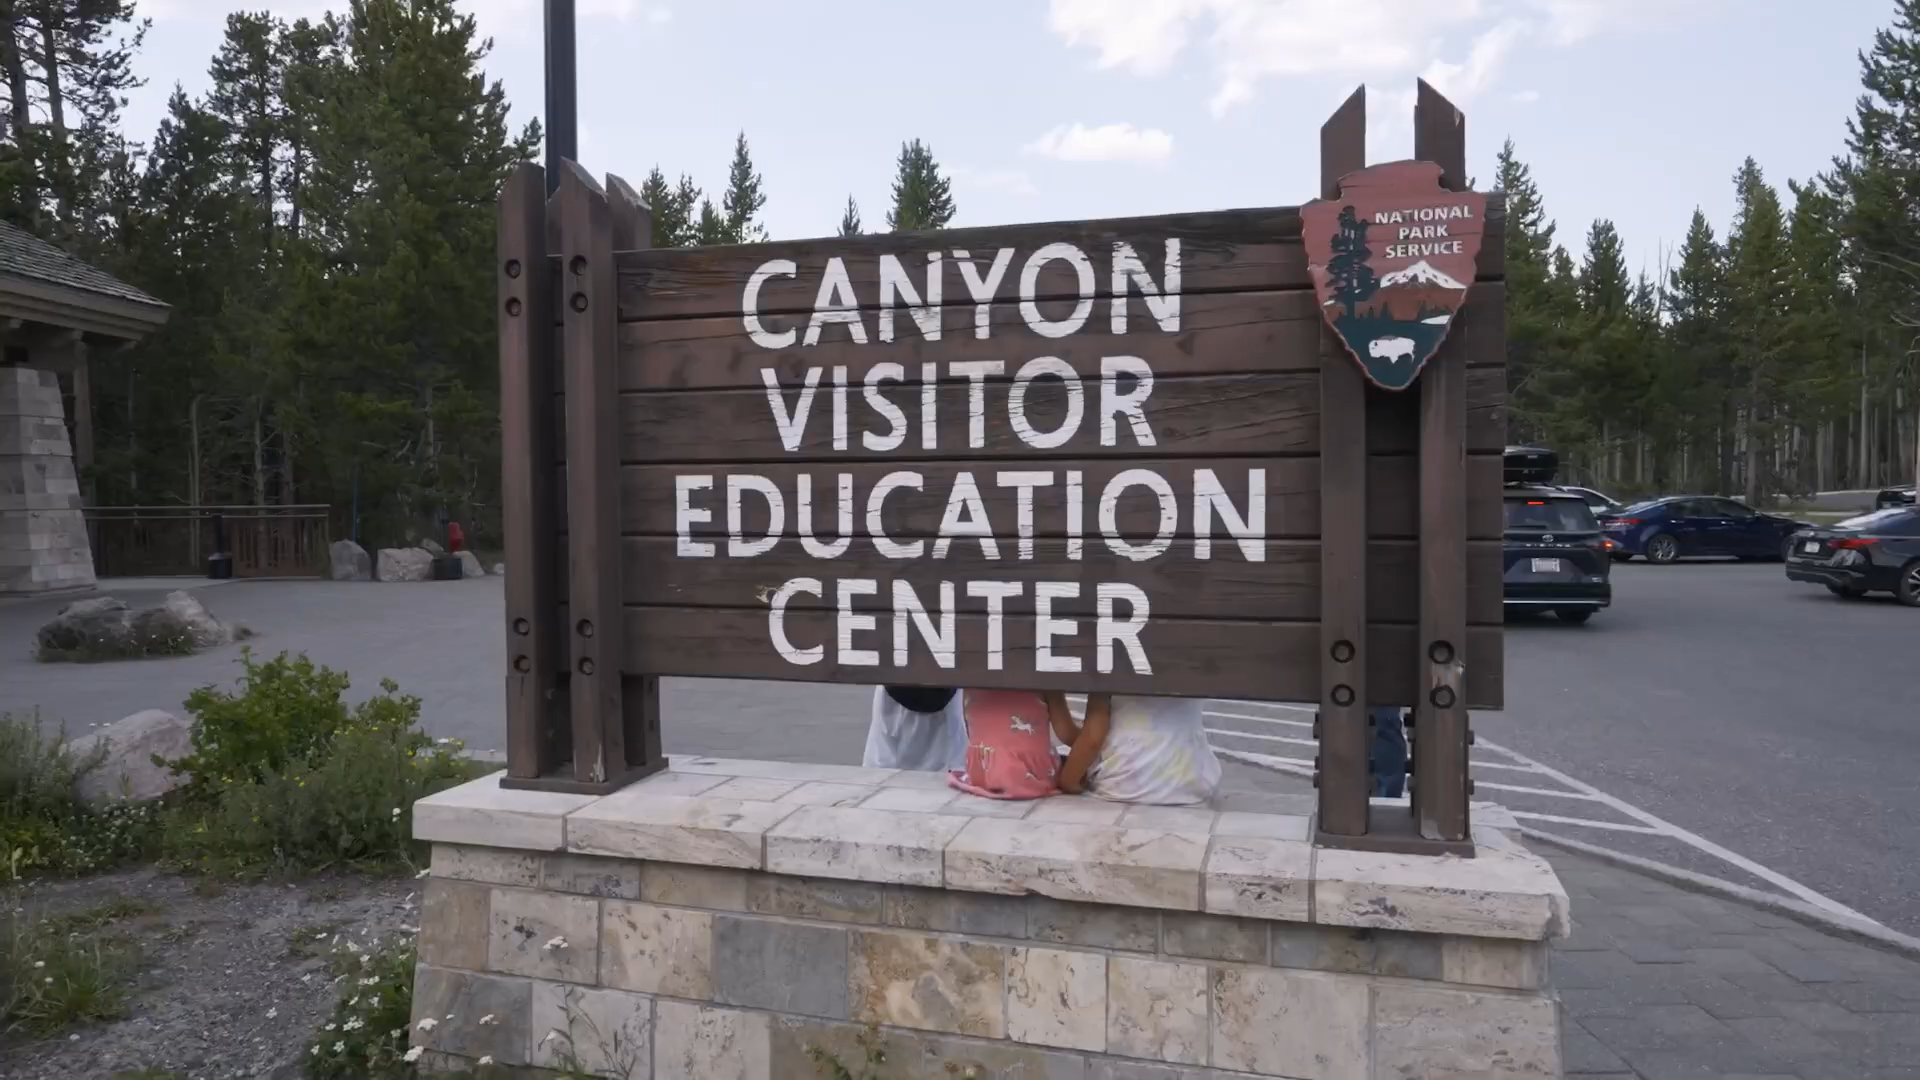 CANYON
VISITOR
EDUCATION
CENTER
NATIONAL
PARK
SERVICE